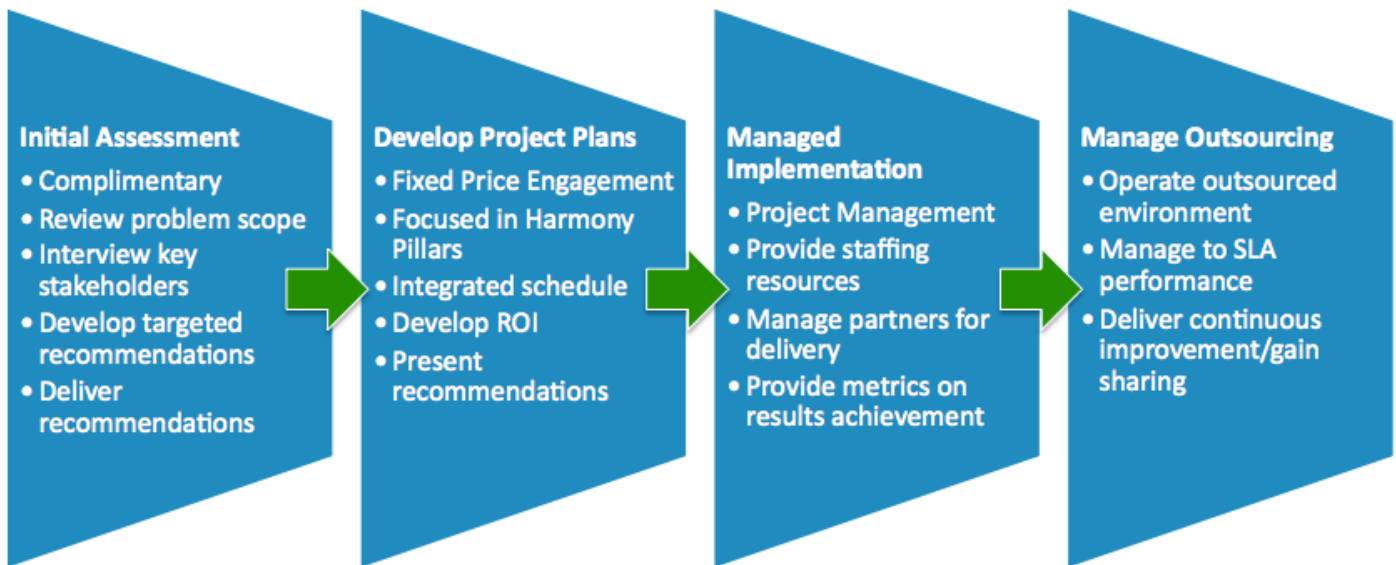 Initial Assessment
• Complimentary
• Review problem scope
• Interview key
stakeholders
• Develop targeted
recommendations
• Deliver
recommendations
Develop Project Plans
• Fixed Price Engagement
• Focused in Harmony
Pillars
• Integrated schedule
• Develop ROI
• Present
recommendations
Managed
Implementation
• Project Management
• Provide staffing
resources
• Manage partners for
delivery
• Provide metrics on
results achievement
Manage Outsourcing
• Operate outsourced
environment
• Manage to SLA
performance
• Deliver continuous
improvement/gain
sharing